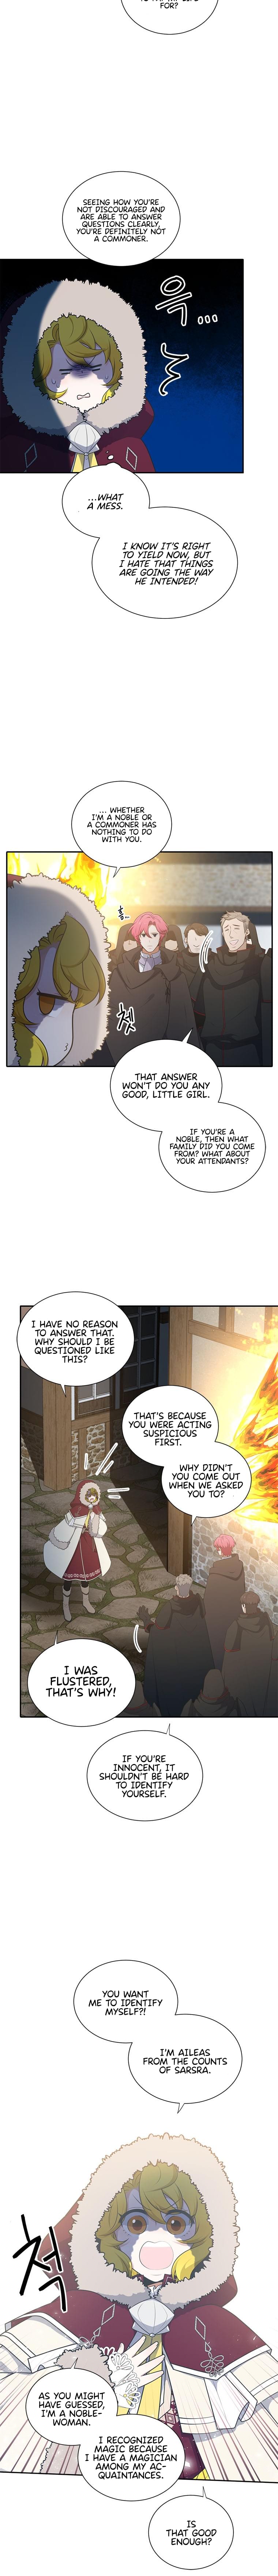 FOR?
SEEING HOW YOU'RE
NOT DISCOURAGED AND
ARE ABLE TO ANSWER
QUESTIONS CLEARLY,
YOU'RE DEFINITELY NOT
A COMMONER.
윽...
...WHAT
A MESS.
I KNOW IT'S RIGHT
TO YIELD NOW, BUT
I HATE THAT THINGS
ARE GOING THE WAY
HE INTENDED!
... WHETHER
I'M A NOBLE OR
A COMMONER HAS
NOTHING TO DO
WITH YOU.
흠..
THAT ANSWER
WON'T DO YOU ANY
GOOD, LITTLE GIRL.
IF YOU'RE A
NOBLE, THEN WHAT
FAMILY DID YOU COME
FROM? WHAT ABOUT
YOUR ATTENDANTS?
I HAVE NO REASON
TO ANSWER THAT.
WHY SHOULD I BE
QUESTIONED LIKE
THIS?
THAT'S BECAUSE
YOU WERE ACTING
SUSPICIOUS
FIRST.
WHY DIDN'T
YOU COME OUT
WHEN WE ASKED
YOU TO?
I WAS
FLUSTERED,
THAT'S WHY!
IF YOU'RE
INNOCENT, IT
SHOULDN'T BE HARD
TO IDENTIFY
YOURSELF.
YOU WANT
ME TO IDENTIFY
MYSELF?!
I'M AILEAS
FROM THE COUNTS
OF SARSRA.
척
AS YOU MIGHT
HAVE GUESSED,
I'M A NOBLE-
WOMAN.
I RECOGNIZED
MAGIC BECAUSE
I HAVE A MAGICIAN
AMONG MY AC-
QUAINTANCES.
IS
THAT GOOD
ENOUGH?